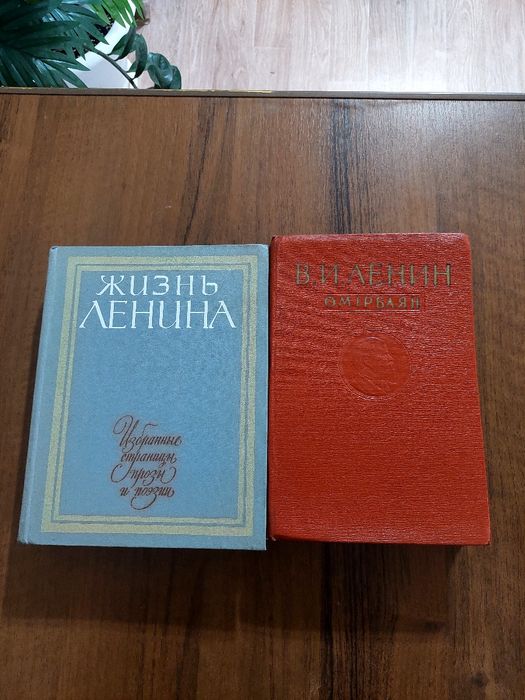 ЖИЗНЬ
ЛЕНИНА
Избранные
страницы
прозы
и поэзии
В.И.ЛЕНИН
ӨМІРБАЯН